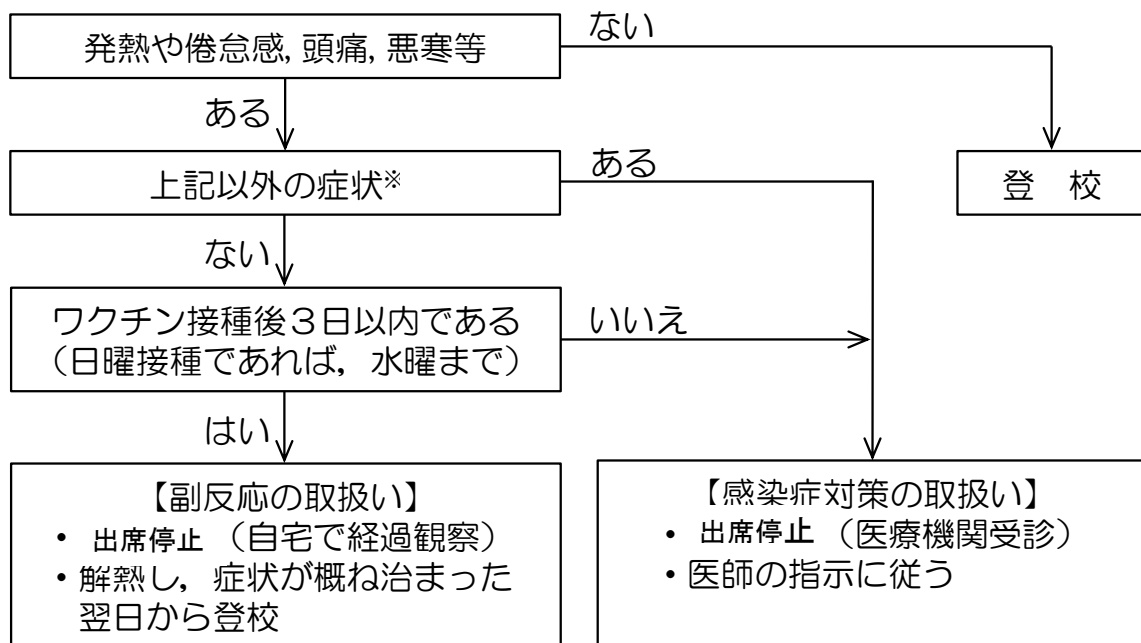 発熱や倦怠感, 頭痛, 悪寒等
ない
ある
上記以外の症状※
ある
登　校
ない
ワクチン接種後３日以内である
（日曜接種であれば，水曜まで）
いいえ
はい
【副反応の取扱い】
・ 出席停止 （自宅で経過観察）
・解熱し，症状が概ね治まった
翌日から登校
【感染症対策の取扱い】
・ 出席停止 （医療機関受診）
・医師の指示に従う